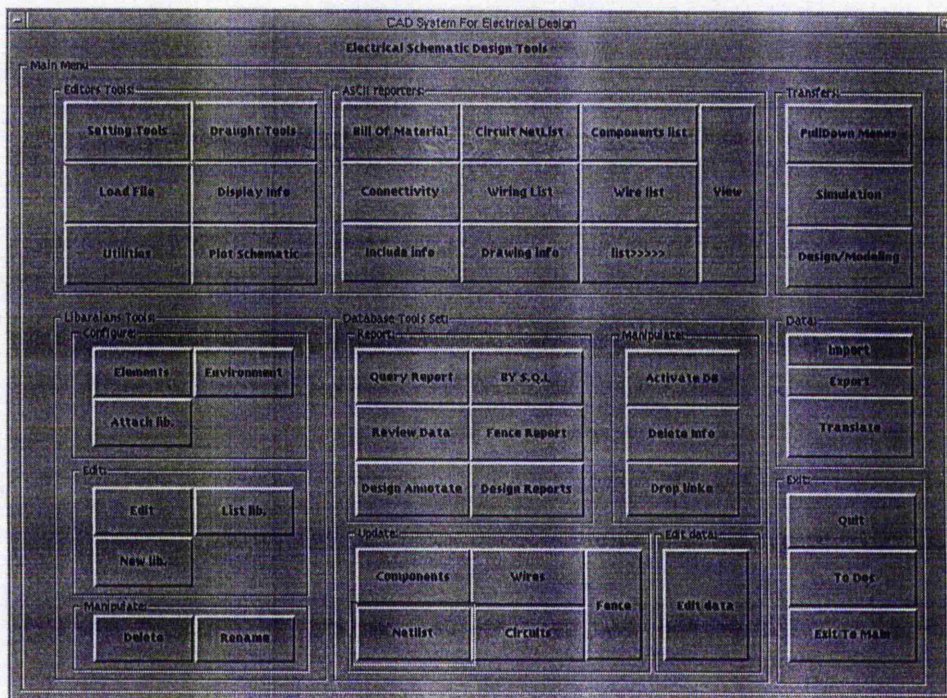 CAD System For Electrical Design
Electrical Schematic Design Tools
Main Menu
Editors Tools:
Setting Tools Draught Tools
Load File Display Info
Utilities Plot Schematic
ASCII reporters:
Bill Of Material Circuit NetList Components list
Connectivity Wiring List Wire list View
Include info Drawing info list>>>>>
Transfers:
PullDown Menus
Simulation
Design/Modeling
Libaraians Tools:
Configure:
Elements Environment
Attach lib.
Edit:
Edit List lib.
New lib.
Manipulate:
Delete Rename
Database Tools Set:
Report:
Query Report BY S.Q.L
Review Data Fence Report
Design Annotate Design Reports
Manipulate:
Activate DB
Delete Info
Drop links
Update:
Components Wires
Fence
Netlist Circuits
Edit data:
Edit data
Data:
Import
Export
Translate
Exit:
Quit
To Dos
Exit To Main